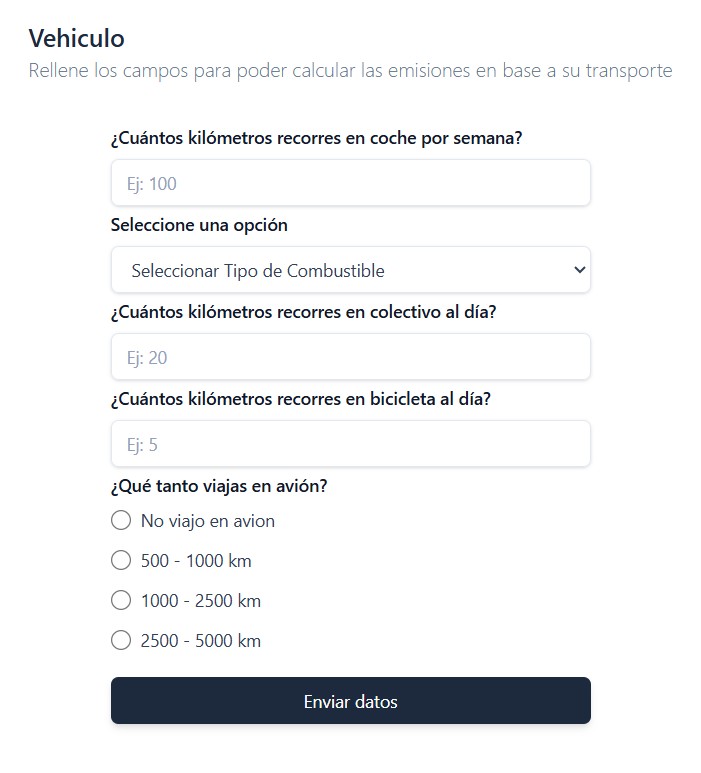 Vehiculo
Rellene los campos para poder calcular las emisiones en base a su transporte
¿Cuántos kilómetros recorres en coche por semana?
Ej: 100
Seleccione una opción
Seleccionar Tipo de Combustible
¿Cuántos kilómetros recorres en colectivo al día?
Ej: 20
¿Cuántos kilómetros recorres en bicicleta al día?
Ej: 5
¿Qué tanto viajas en avión?
No viajo en avion
500 - 1000 km
1000 - 2500 km
2500 - 5000 km
Enviar datos